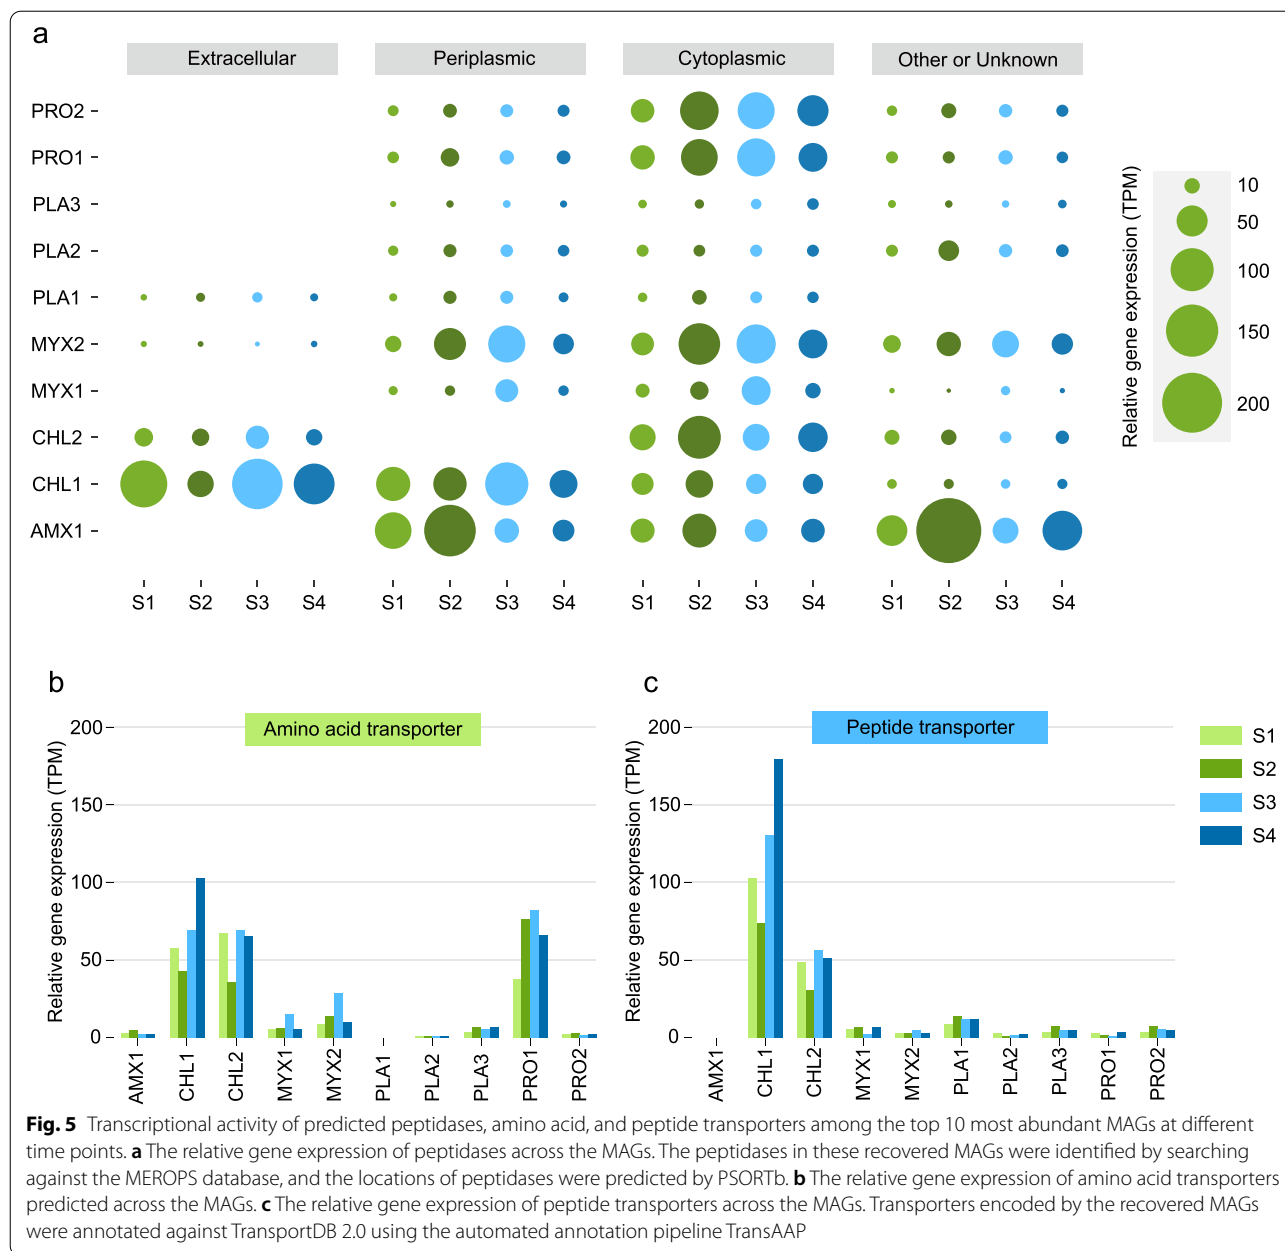 a
Extracellular Periplasmic Cytoplasmic Other or Unknown
PRO2
PRO1
PLA3
PLA2
PLA1
MYX2
MYX1
CHL2
CHL1
AMX1
S1 S2 S3 S4 S1 S2 S3 S4 S1 S2 S3 S4 S1 S2 S3 S4
Relative gene expression (TPM)
10
50
100
150
200
b
Amino acid transporter
Relative gene expression (TPM)
200
150
100
50
0
AMX1 CHL1 CHL2 MYX1 MYX2 PLA1 PLA2 PLA3 PRO1 PRO2
c
Peptide transporter
Relative gene expression (TPM)
200
150
100
50
0
AMX1 CHL1 CHL2 MYX1 MYX2 PLA1 PLA2 PLA3 PRO1 PRO2
S1
S2
S3
S4
Fig. 5 Transcriptional activity of predicted peptidases, amino acid, and peptide transporters among the top 10 most abundant MAGs at different
time points. a The relative gene expression of peptidases across the MAGs. The peptidases in these recovered MAGs were identified by searching
against the MEROPS database, and the locations of peptidases were predicted by PSORTb. b The relative gene expression of amino acid transporters
predicted across the MAGs. c The relative gene expression of peptide transporters across the MAGs. Transporters encoded by the recovered MAGs
were annotated against TransportDB 2.0 using the automated annotation pipeline TransAAP